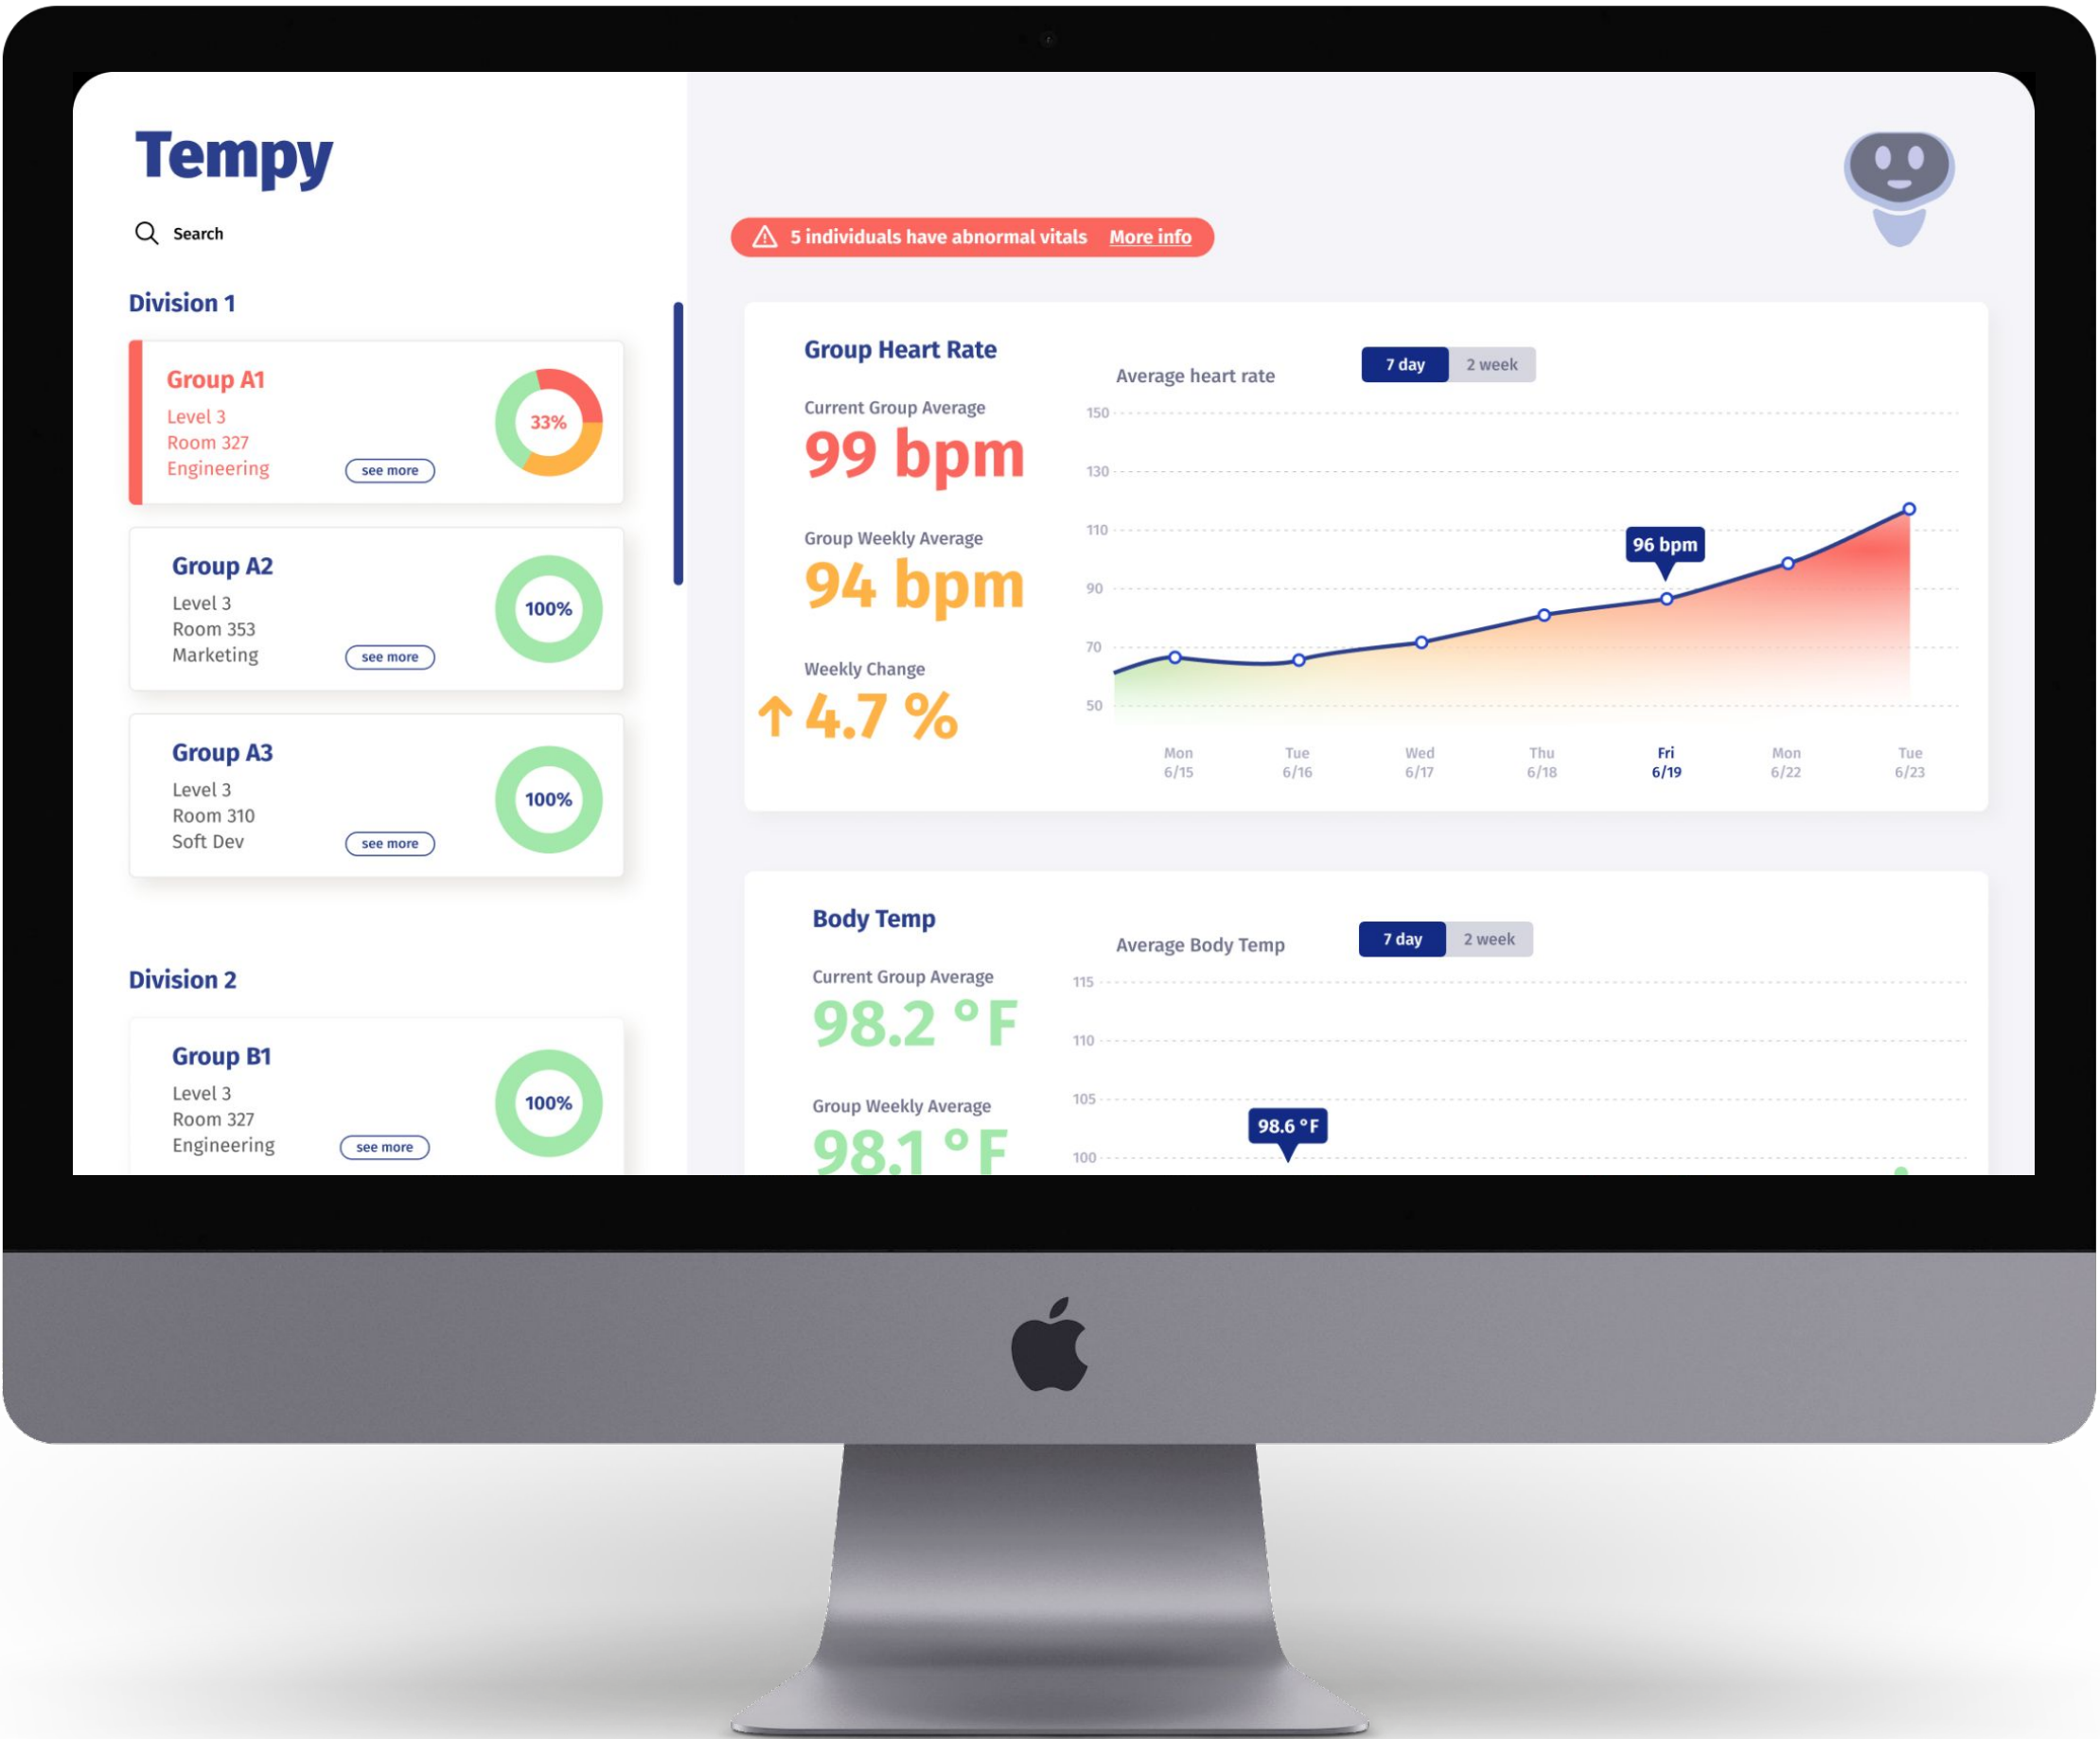 Tempy
Search
Division 1
Group A1
Level 3
Room 327
Engineering
see more
33%
Group A2
Level 3
Room 353
Marketing
see more
100%
Group A3
Level 3
Room 310
Soft Dev
see more
100%
Division 2
Group B1
Level 3
Room 327
Engineering
see more
100%
5 individuals have abnormal vitals More info
Group Heart Rate
Current Group Average
99 bpm
Group Weekly Average
94 bpm
Weekly Change
↑ 4.7 %
Average heart rate
7 day 2 week
150
130
110
90
70
50
96 bpm
Mon Tue Wed Thu Fri Mon Tue
6/15 6/16 6/17 6/18 6/19 6/22 6/23
Body Temp
Current Group Average
98.2 °F
Group Weekly Average
98.1 °F
Average Body Temp
7 day 2 week
115
110
105
100
98.6 °F